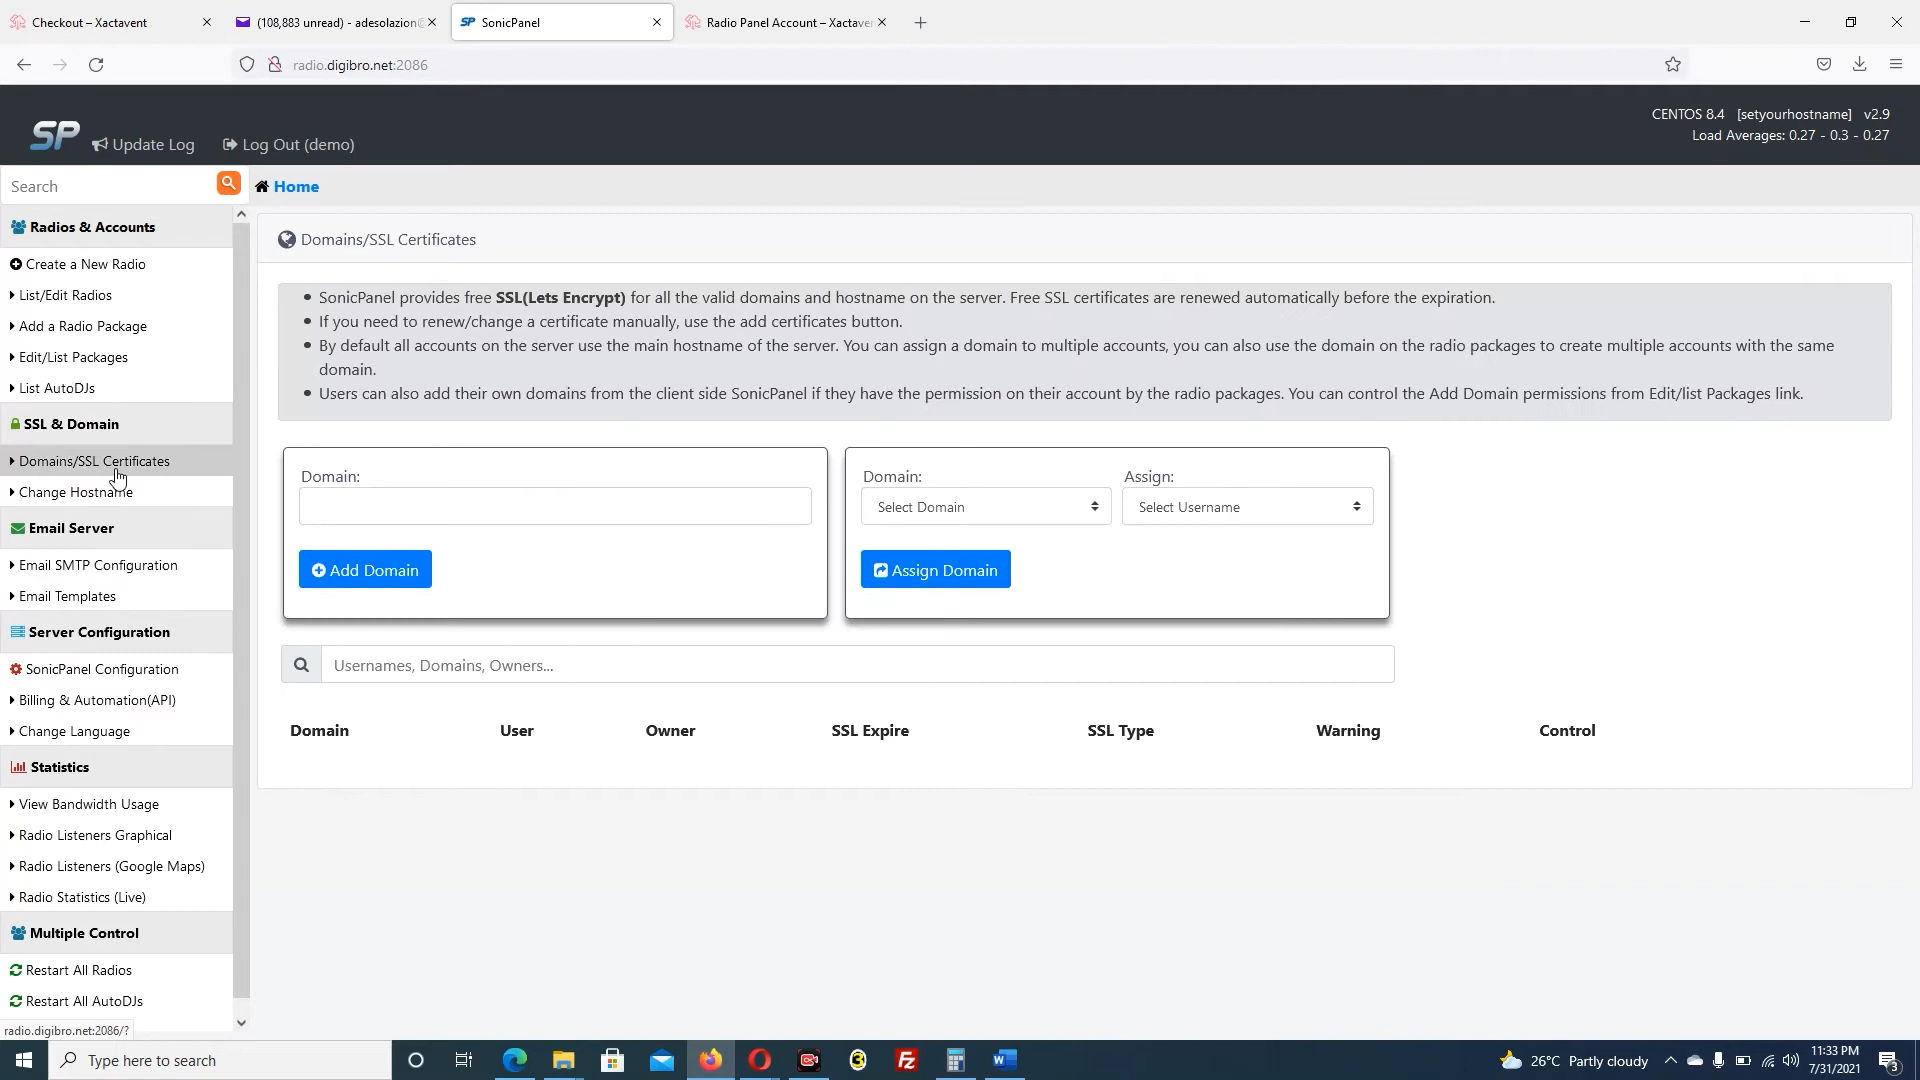 Checkout – Xactavent
(108,883 unread) - adesolazion@
SonicPanel
Radio Panel Account – Xactaven
radio.digibro.net:2086
SP
Update Log
Log Out (demo)
CENTOS 8.4 [setyourhostname] v2.9
Load Averages: 0.27 - 0.3 - 0.27
Search
Home
Radios & Accounts
Create a New Radio
List/Edit Radios
Add a Radio Package
Edit/List Packages
List AutoDJs
SSL & Domain
Domains/SSL Certificates
Change Hostname
Email Server
Email SMTP Configuration
Email Templates
Server Configuration
SonicPanel Configuration
Billing & Automation(API)
Change Language
Statistics
View Bandwidth Usage
Radio Listeners Graphical
Radio Listeners (Google Maps)
Radio Statistics (Live)
Multiple Control
Restart All Radios
Restart All AutoDJs
radio.digibro.net:2086/?
Domains/SSL Certificates
SonicPanel provides free SSL(Lets Encrypt) for all the valid domains and hostname on the server. Free SSL certificates are renewed automatically before the expiration.
If you need to renew/change a certificate manually, use the add certificates button.
By default all accounts on the server use the main hostname of the server. You can assign a domain to multiple accounts, you can also use the domain on the radio packages to create multiple accounts with the same
domain.
Users can also add their own domains from the client side SonicPanel if they have the permission on their account by the radio packages. You can control the Add Domain permissions from Edit/list Packages link.
Domain:
Add Domain
Domain: Assign:
Select Domain Select Username
Assign Domain
Usernames, Domains, Owners...
Domain User Owner SSL Expire SSL Type Warning Control
Type here to search
26°C Partly cloudy
11:33 PM
7/31/2021
3